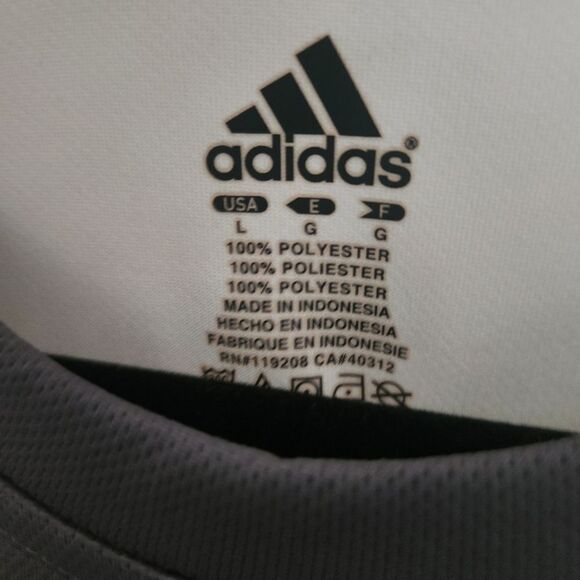 adidas®
USA E F
L G G
100% POLYESTER
100% POLIESTER
100% POLYESTER
MADE IN INDONESIA
HECHO EN INDONESIA
FABRIQUE EN INDONESIE
RN#119208 CA#40312